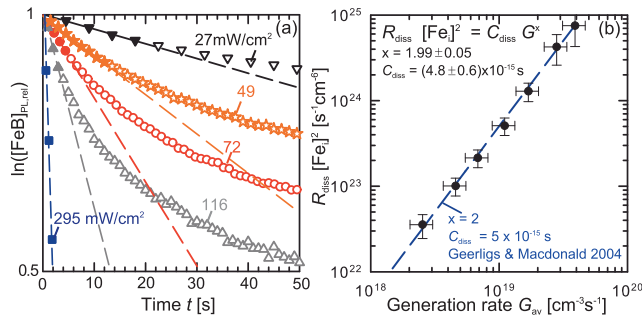 1
(a)
27mW/cm²
49
72
116
295 mW/cm²
0.5
ln([FeB]PL,rel)
0 10 20 30 40 50
Time t [s]
(b)
Rdiss [Fei]² = Cdiss Gˣ
x = 1.99±0.05
Cdiss = (4.8±0.6)x10⁻¹⁵ s
x = 2
Cdiss = 5 x 10⁻¹⁵ s
Geerligs & Macdonald 2004
10²⁵
10²⁴
10²³
10²²
Rdiss [Fei]² [s⁻¹cm⁻⁶]
10¹⁸ 10¹⁹ 10²⁰
Generation rate Gav [cm⁻³s⁻¹]